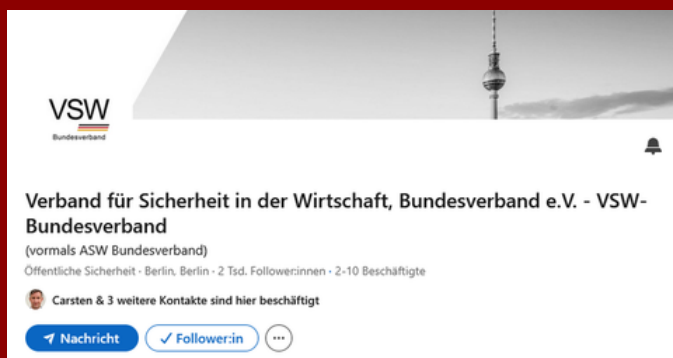 VSW
Bundesverband
Verband für Sicherheit in der Wirtschaft, Bundesverband e.V. - VSW-
Bundesverband
(vormals ASW Bundesverband)
Öffentliche Sicherheit · Berlin, Berlin · 2 Tsd. Follower:innen · 2-10 Beschäftigte
Carsten & 3 weitere Kontakte sind hier beschäftigt
Nachricht
Follower:in